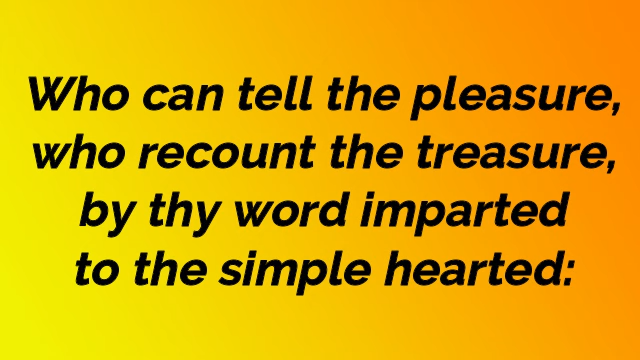 Who can tell the pleasure,
who recount the treasure,
by thy word imparted
to the simple hearted: